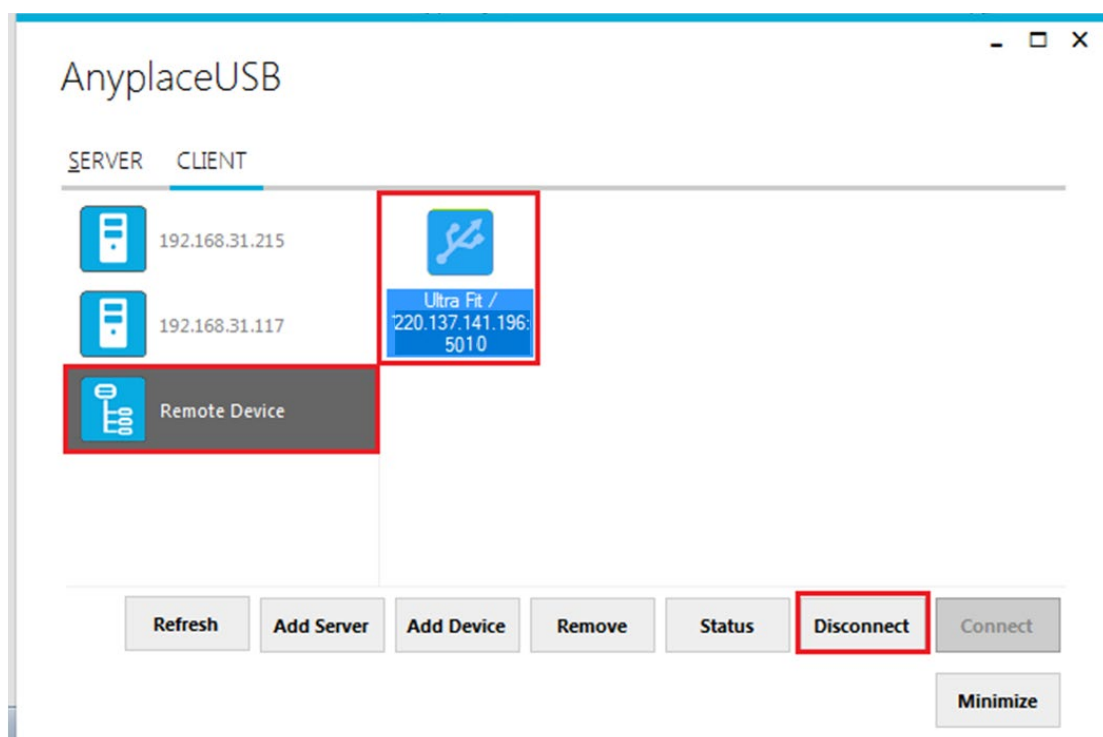 AnyplaceUSB
SERVER CLIENT
192.168.31.215
192.168.31.117
Remote Device
Ultra Fit /
220.137.141.196:
5010
Refresh Add Server Add Device Remove Status Disconnect Connect
Minimize